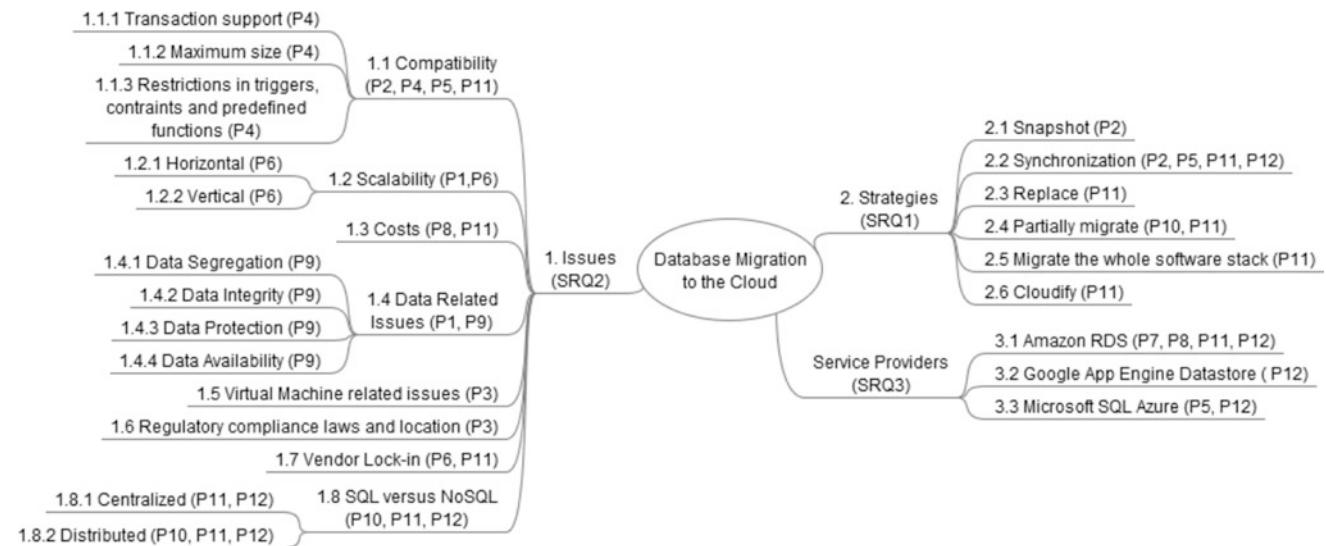 1.1.1 Transaction support (P4)
1.1.2 Maximum size (P4)
1.1.3 Restrictions in triggers,
contraints and predefined
functions (P4)
1.1 Compatibility
(P2, P4, P5, P11)
1.2.1 Horizontal (P6)
1.2.2 Vertical (P6)
1.2 Scalability (P1,P6)
1.3 Costs (P8, P11)
1.4.1 Data Segregation (P9)
1.4.2 Data Integrity (P9)
1.4.3 Data Protection (P9)
1.4.4 Data Availability (P9)
1.4 Data Related
Issues (P1, P9)
1.5 Virtual Machine related issues (P3)
1.6 Regulatory compliance laws and location (P3)
1.7 Vendor Lock-in (P6, P11)
1.8.1 Centralized (P11, P12)
1.8.2 Distributed (P10, P11, P12)
1.8 SQL versus NoSQL
(P10, P11, P12)
1. Issues
(SRQ2)
Database Migration
to the Cloud
2. Strategies
(SRQ1)
2.1 Snapshot (P2)
2.2 Synchronization (P2, P5, P11, P12)
2.3 Replace (P11)
2.4 Partially migrate (P10, P11)
2.5 Migrate the whole software stack (P11)
2.6 Cloudify (P11)
Service Providers
(SRQ3)
3.1 Amazon RDS (P7, P8, P11, P12)
3.2 Google App Engine Datastore ( P12)
3.3 Microsoft SQL Azure (P5, P12)